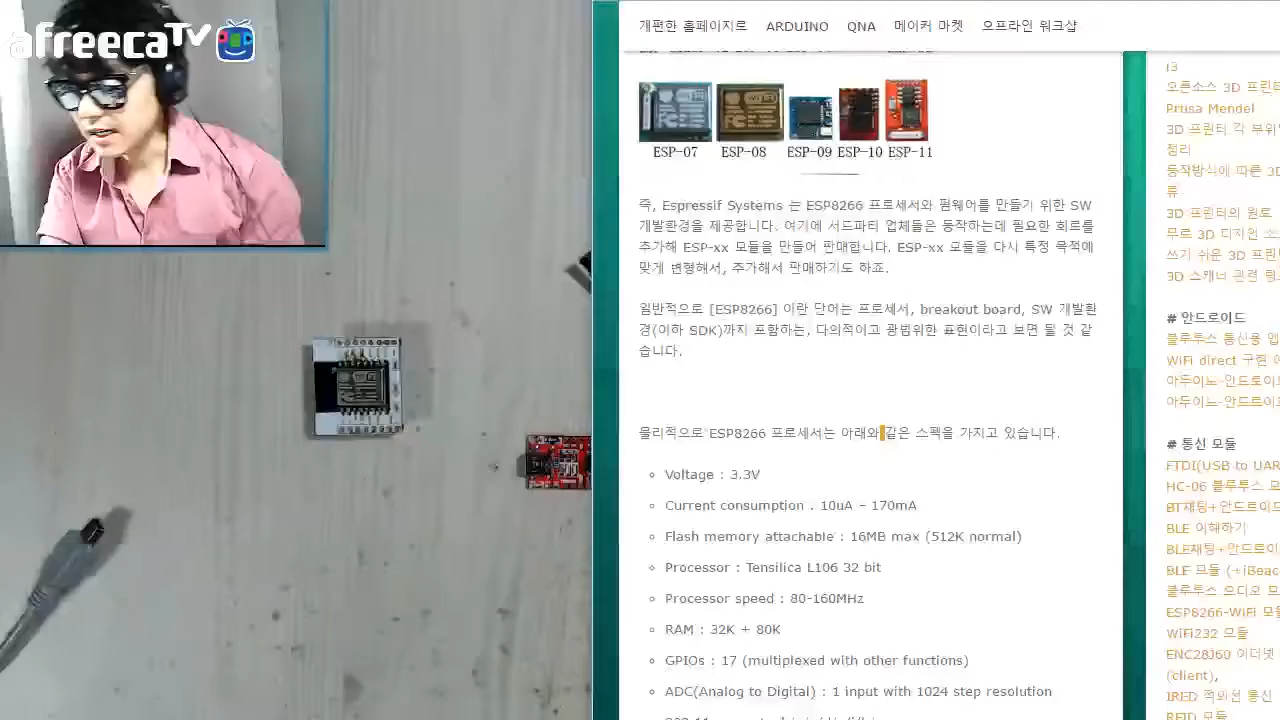 afreecaTV
개편한 홈페이지로 ARDUINO QNA 메이커 마켓 오프라인 워크샵
ESP-07 ESP-08 ESP-09 ESP-10 ESP-11
즉, Espressif Systems 는 ESP8266 프로세서와 펌웨어를 만들기 위한 SW
개발환경을 제공합니다. 여기에 서드파티 업체들은 동작하는데 필요한 회로를
추가해 ESP-xx 모듈을 만들어 판매합니다. ESP-xx 모듈을 다시 특정 목적에
맞게 변형해서, 추가해서 판매하기도 하죠.
일반적으로 [ESP8266] 이란 단어는 프로세서, breakout board, SW 개발환
경(이하 SDK)까지 포함하는, 다의적이고 광범위한 표현이라고 보면 될 것 같
습니다.
물리적으로 ESP8266 프로세서는 아래와 같은 스펙을 가지고 있습니다.
Voltage : 3.3V
Current consumption : 10uA – 170mA
Flash memory attachable : 16MB max (512K normal)
Processor : Tensilica L106 32 bit
Processor speed : 80-160MHz
RAM : 32K + 80K
GPIOs : 17 (multiplexed with other functions)
ADC(Analog to Digital) : 1 input with 1024 step resolution
i3
오픈소스 3D 프린터
Prusa Mendel
3D 프린터 각 부위별
정리
동작방식에 따른 3D
류
3D 프린터의 원료
무료 3D 디자인 소
쓰기 쉬운 3D 프린
3D 스캐너 관련 링
# 안드로이드
블루투스 통신용 앱
WiFi direct 구현
아두이노-안드로이드
아두이노-안드로이드
# 통신 모듈
FTDI(USB to UAR
HC-06 블루투스 모
BT채팅+안드로이
BLE 이해하기
BLE채팅+안드로이
BLE 모듈 (+iBeac
블루투스 오디오 모
ESP8266-WiFi 모듈
WiFi232 모듈
ENC28J60 이더넷
(client),
IRED 적외선 통신
RFID 모듈